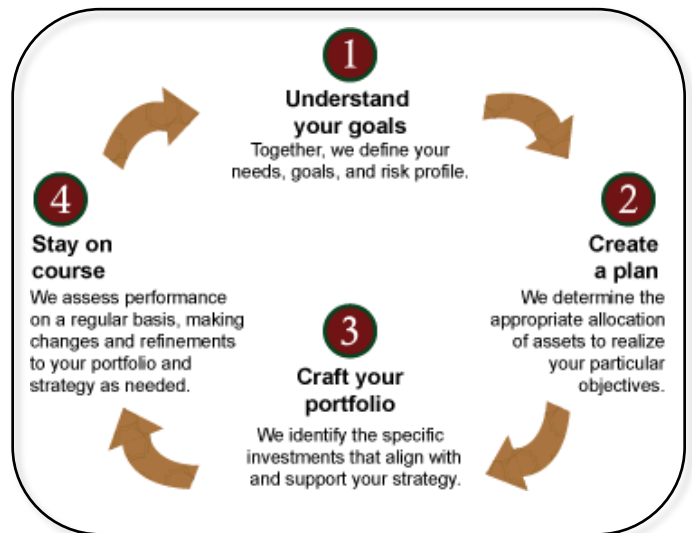 1
Understand
your goals
Together, we define your
needs, goals, and risk profile.
2
Create
a plan
We determine the
appropriate allocation
of assets to realize
your particular
objectives.
3
Craft your
portfolio
We identify the specific
investments that align with
and support your strategy.
4
Stay on
course
We assess performance
on a regular basis, making
changes and refinements
to your portfolio and
strategy as needed.